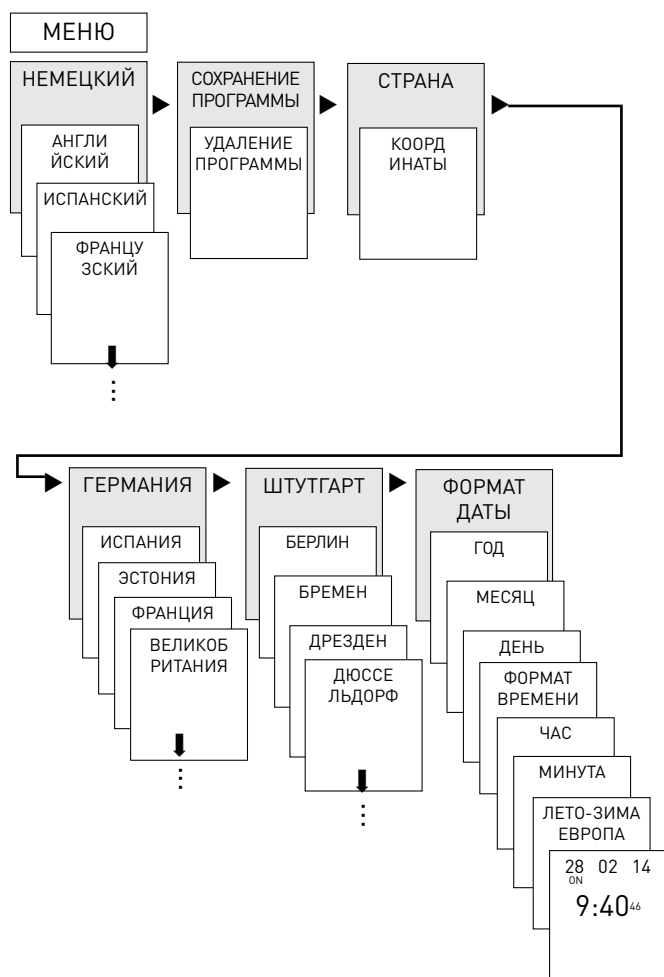 МЕНЮ
НЕМЕЦКИЙ
АНГЛИ
ЙСКИЙ
ИСПАНСКИЙ
ФРАНЦУ
ЗСКИЙ
СОХРАНЕНИЕ
ПРОГРАММЫ
УДАЛЕНИЕ
ПРОГРАММЫ
СТРАНА
КООРД
ИНАТЫ
ГЕРМАНИЯ
ИСПАНИЯ
ЭСТОНИЯ
ФРАНЦИЯ
ВЕЛИКОБ
РИТАНИЯ
ШТУТГАРТ
БЕРЛИН
БРЕМЕН
ДРЕЗДЕН
ДЮССЕ
ЛЬДОРФ
ФОРМАТ
ДАТЫ
ГОД
МЕСЯЦ
ДЕНЬ
ФОРМАТ
ВРЕМЕНИ
ЧАС
МИНУТА
ЛЕТО-ЗИМА
ЕВРОПА
28 02 14
ON
9:40 46